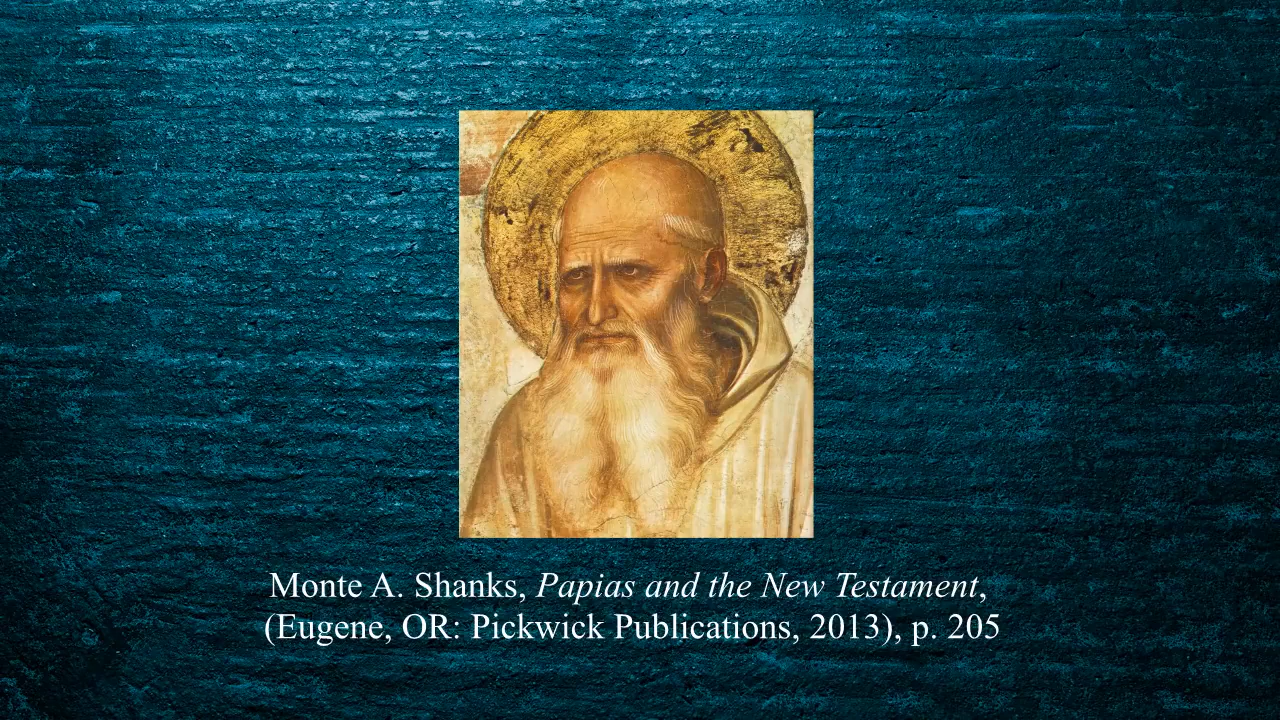 Monte A. Shanks, Papias and the New Testament,
(Eugene, OR: Pickwick Publications, 2013), p. 205